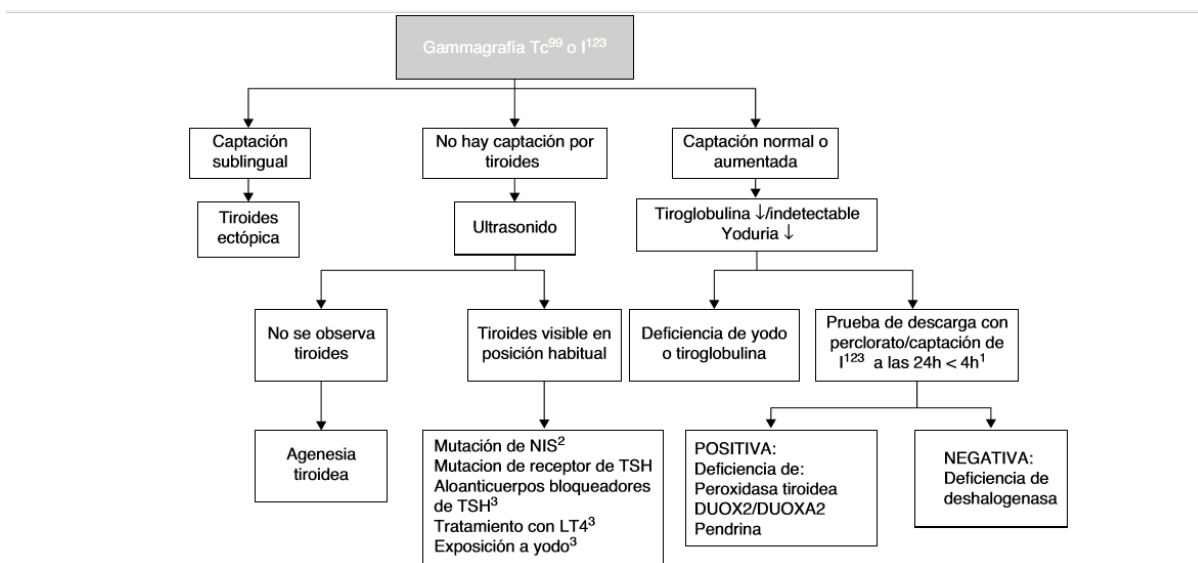 Gammagrafía Tc⁹⁹ o I¹²³
Captación
sublingual
No hay captación por
tiroides
Captación normal o
aumentada
Tiroides
ectópica
Ultrasonido
Tiroglobulina ↓/indetectable
Yoduria ↓
No se observa
tiroides
Tiroides visible en
posición habitual
Deficiencia de yodo
o tiroglobulina
Prueba de descarga con
perclorato/captación de
I¹²³ a las 24h < 4h¹
Agenesia
tiroidea
Mutación de NIS²
Mutacion de receptor de TSH
Aloanticuerpos bloqueadores
de TSH³
Tratamiento con LT4³
Exposición a yodo³
POSITIVA:
Deficiencia de:
Peroxidasa tiroidea
DUOX2/DUOXA2
Pendrina
NEGATIVA:
Deficiencia de
deshalogenasa